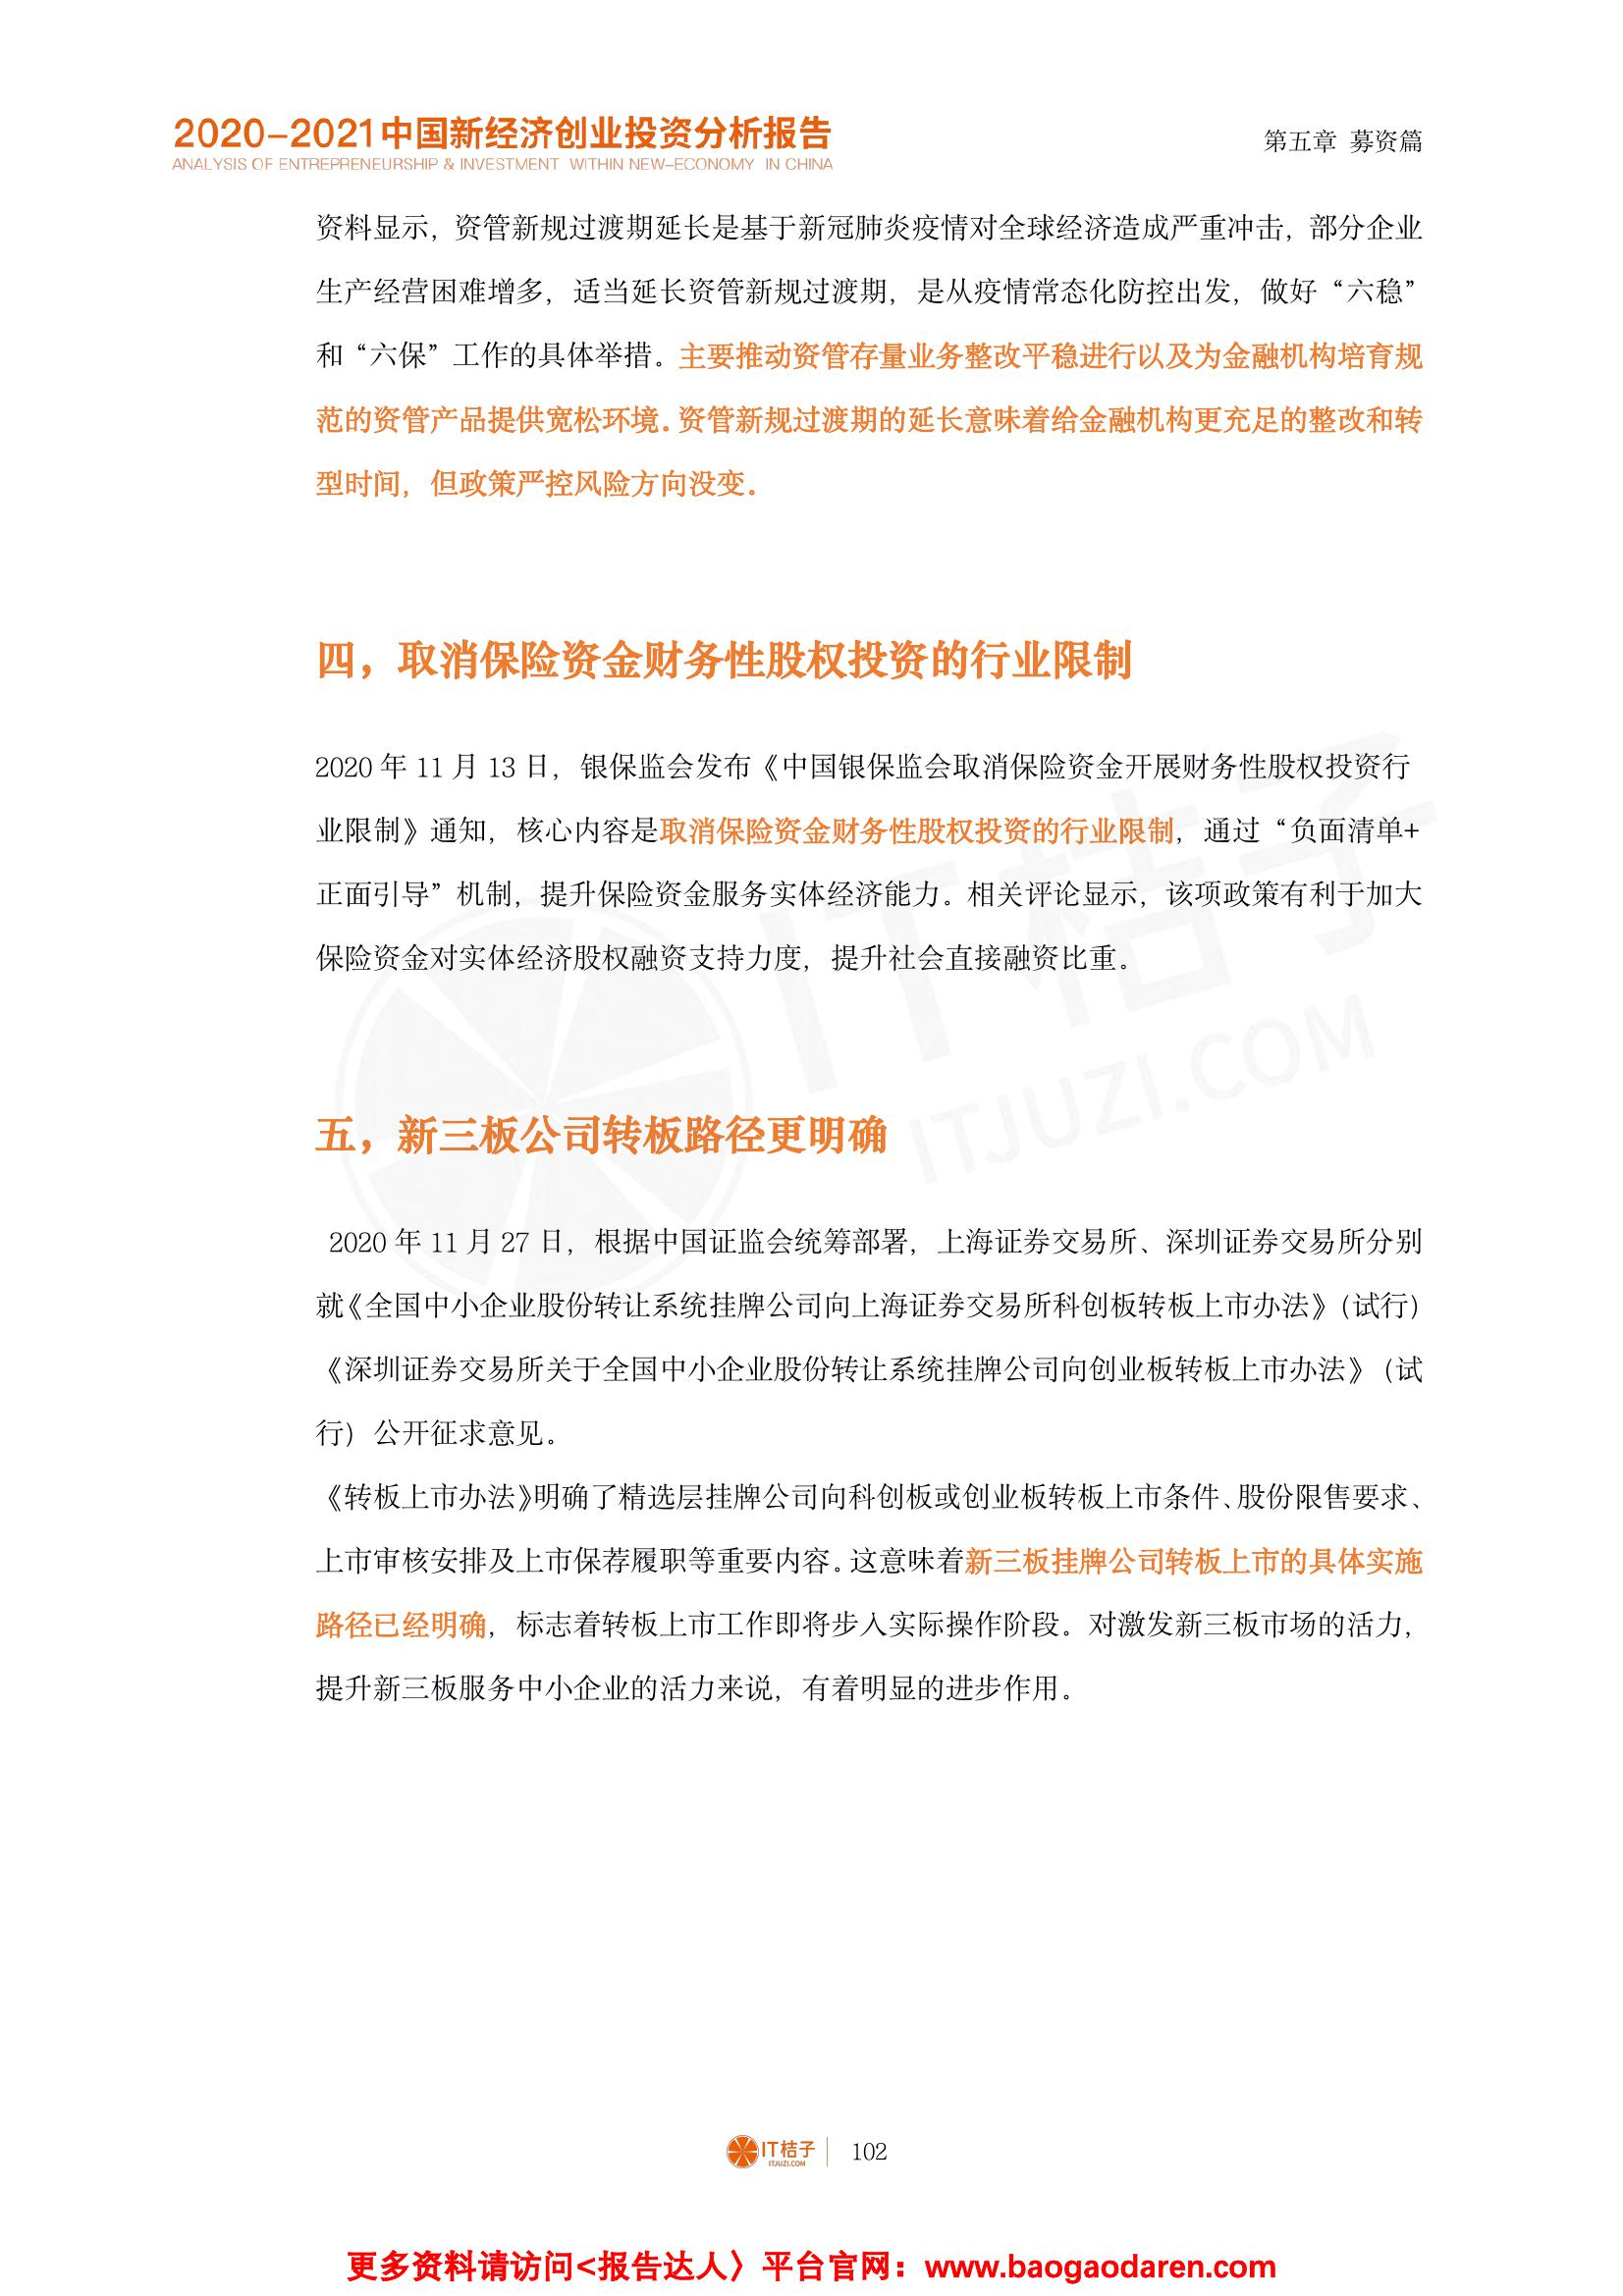 2020-2021中国新经济创业投资分析报告
ANALYSIS OF ENTREPRENEURSHIP & INVESTMENT WITHIN NEW-ECONOMY IN CHINA
第五章 募资篇
资料显示，资管新规过渡期延长是基于新冠肺炎疫情对全球经济造成严重冲击，部分企业
生产经营困难增多，适当延长资管新规过渡期，是从疫情常态化防控出发，做好“六稳”
和“六保”工作的具体举措。主要推动资管存量业务整改平稳进行以及为金融机构培育规
范的资管产品提供宽松环境。资管新规过渡期的延长意味着给金融机构更充足的整改和转
型时间，但政策严控风险方向没变。
四，取消保险资金财务性股权投资的行业限制
2020 年 11 月 13 日，银保监会发布《中国银保监会取消保险资金开展财务性股权投资行
业限制》通知，核心内容是取消保险资金财务性股权投资的行业限制，通过“负面清单+
正面引导”机制，提升保险资金服务实体经济能力。相关评论显示，该项政策有利于加大
保险资金对实体经济股权融资支持力度，提升社会直接融资比重。
IT桔子
ITJUZI.COM
五，新三板公司转板路径更明确
2020 年 11 月 27 日，根据中国证监会统筹部署，上海证券交易所、深圳证券交易所分别
就《全国中小企业股份转让系统挂牌公司向上海证券交易所科创板转板上市办法》（试行）
《深圳证券交易所关于全国中小企业股份转让系统挂牌公司向创业板转板上市办法》（试
行）公开征求意见。
《转板上市办法》明确了精选层挂牌公司向科创板或创业板转板上市条件、股份限售要求、
上市审核安排及上市保荐履职等重要内容。这意味着新三板挂牌公司转板上市的具体实施
路径已经明确，标志着转板上市工作即将步入实际操作阶段。对激发新三板市场的活力，
提升新三板服务中小企业的活力来说，有着明显的进步作用。
IT桔子
ITJUZI.COM
102
更多资料请访问<报告达人〉平台官网：www.baogaodaren.com